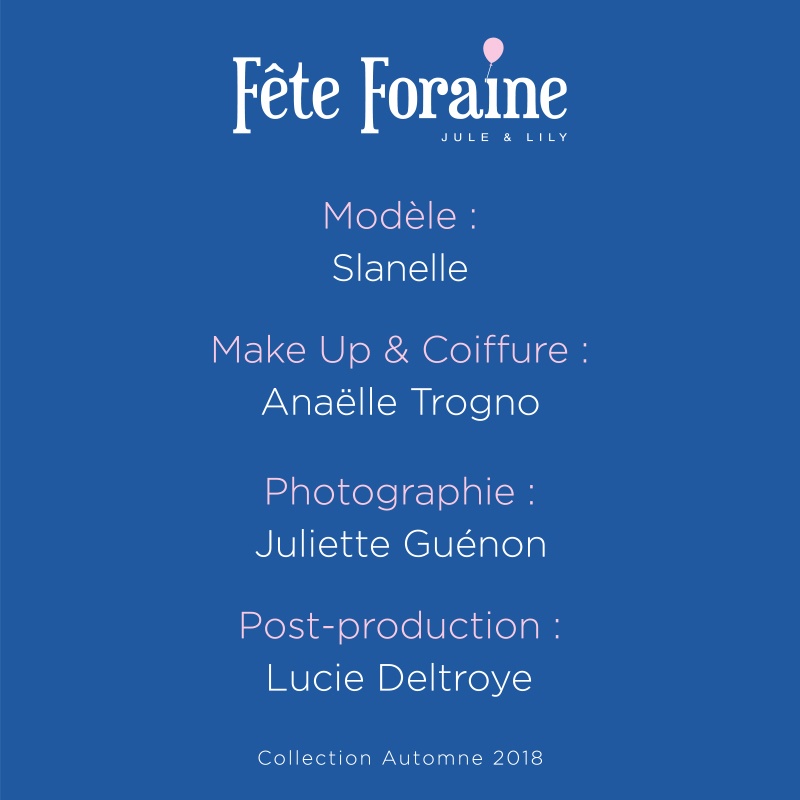 Fête Foraine
JULE & LILY
Modèle :
Slanelle
Make Up & Coiffure :
Anaëlle Trogno
Photographie :
Juliette Guénon
Post-production :
Lucie Deltroye
Collection Automne 2018